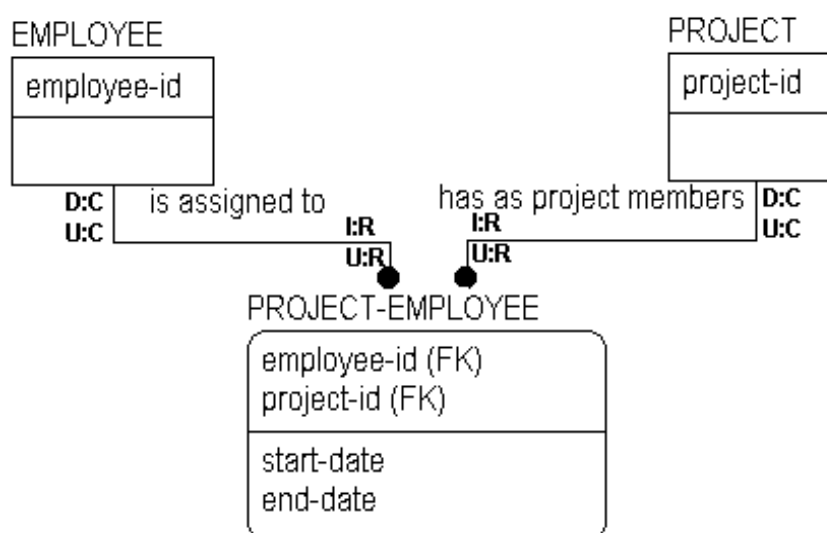 EMPLOYEE
employee-id
PROJECT
project-id
D:C
U:C
is assigned to
I:R
U:R
has as project members
I:R
U:R
D:C
U:C
PROJECT-EMPLOYEE
employee-id (FK)
project-id (FK)
start-date
end-date